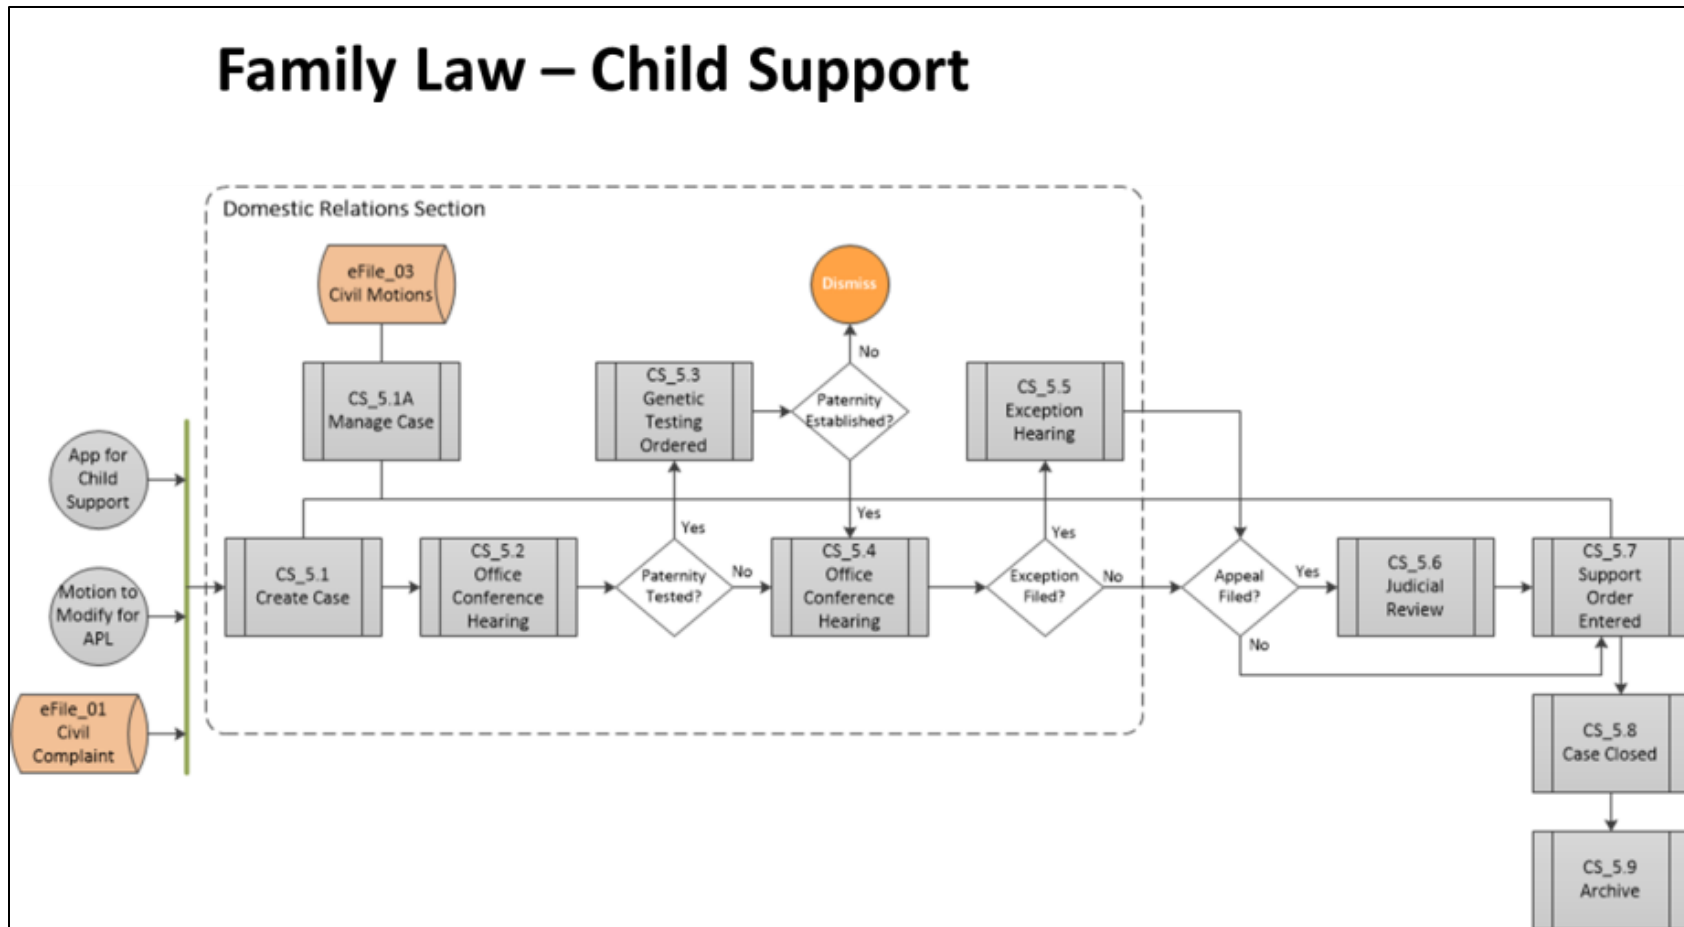 Family Law – Child Support
Domestic Relations Section
eFile_03
Civil Motions
Dismiss
No
CS_5.1A
Manage Case
CS_5.3
Genetic
Testing
Ordered
Paternity
Established?
CS_5.5
Exception
Hearing
App for
Child
Support
Yes
Yes
Yes
CS_5.1
Create Case
CS_5.2
Office
Conference
Hearing
Paternity
Tested?
No
CS_5.4
Office
Conference
Hearing
Exception
Filed?
No
Appeal
Filed?
Yes
CS_5.6
Judicial
Review
CS_5.7
Support
Order
Entered
Motion to
Modify for
APL
No
eFile_01
Civil
Complaint
CS_5.8
Case Closed
CS_5.9
Archive